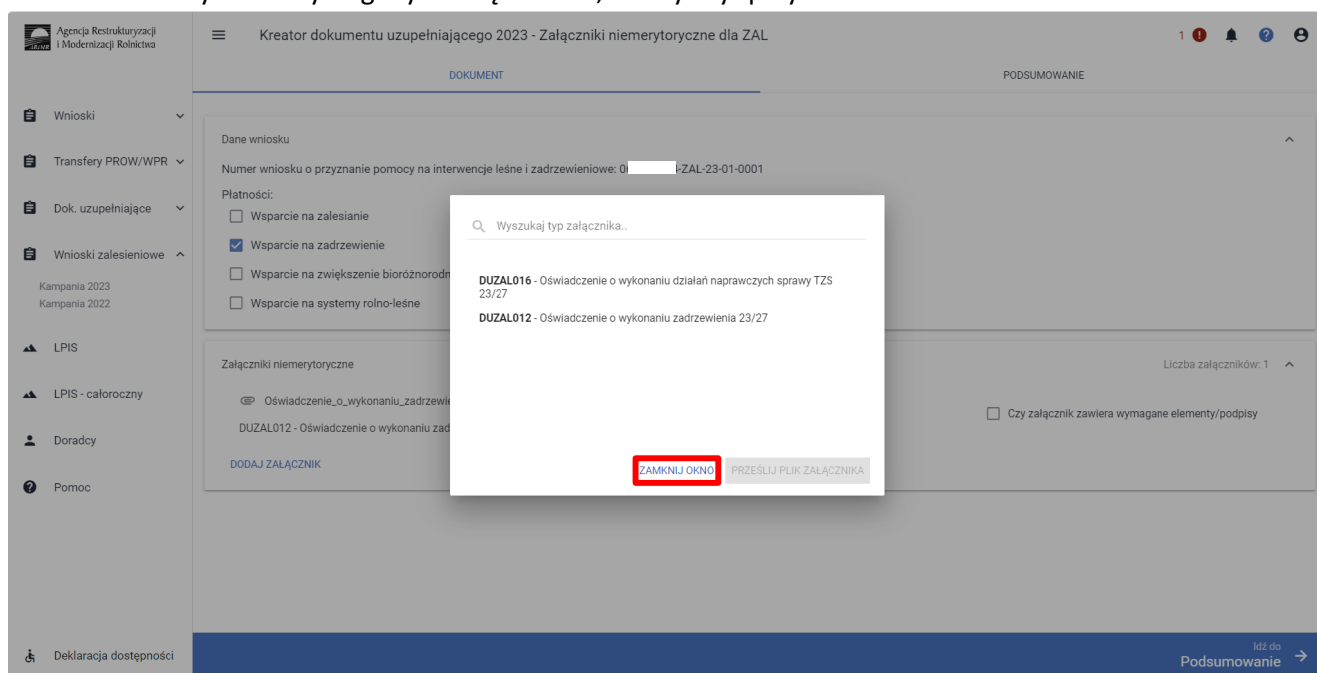 Agencja Restrukturyzacji
i Modernizacji Rolnictwa
ARiMR
Kreator dokumentu uzupełniającego 2023 - Załączniki niemerytoryczne dla ZAL
1
DOKUMENT
PODSUMOWANIE
Wnioski
Transfery PROW/WPR
Dok. uzupełniające
Wnioski zalesieniowe
Kampania 2023
Kampania 2022
LPIS
LPIS - całoroczny
Doradcy
Pomoc
Deklaracja dostępności
Dane wniosku
Numer wniosku o przyznanie pomocy na interwencje leśne i zadrzewieniowe: 0 -ZAL-23-01-0001
Płatności:
Wsparcie na zalesianie
Wsparcie na zadrzewienie
Wsparcie na zwiększenie bioróżnorodn
Wsparcie na systemy rolno-leśne
Załączniki niemerytoryczne
Liczba załączników: 1
Oświadczenie_o_wykonaniu_zadrzewie
DUZAL012 - Oświadczenie o wykonaniu zad
Czy załącznik zawiera wymagane elementy/podpisy
DODAJ ZAŁĄCZNIK
Wyszukaj typ załącznika..
DUZAL016 - Oświadczenie o wykonaniu działań naprawczych sprawy TZS
23/27
DUZAL012 - Oświadczenie o wykonaniu zadrzewienia 23/27
ZAMKNIJ OKNO
PRZEŚLIJ PLIK ZAŁĄCZNIKA
Idź do
Podsumowanie